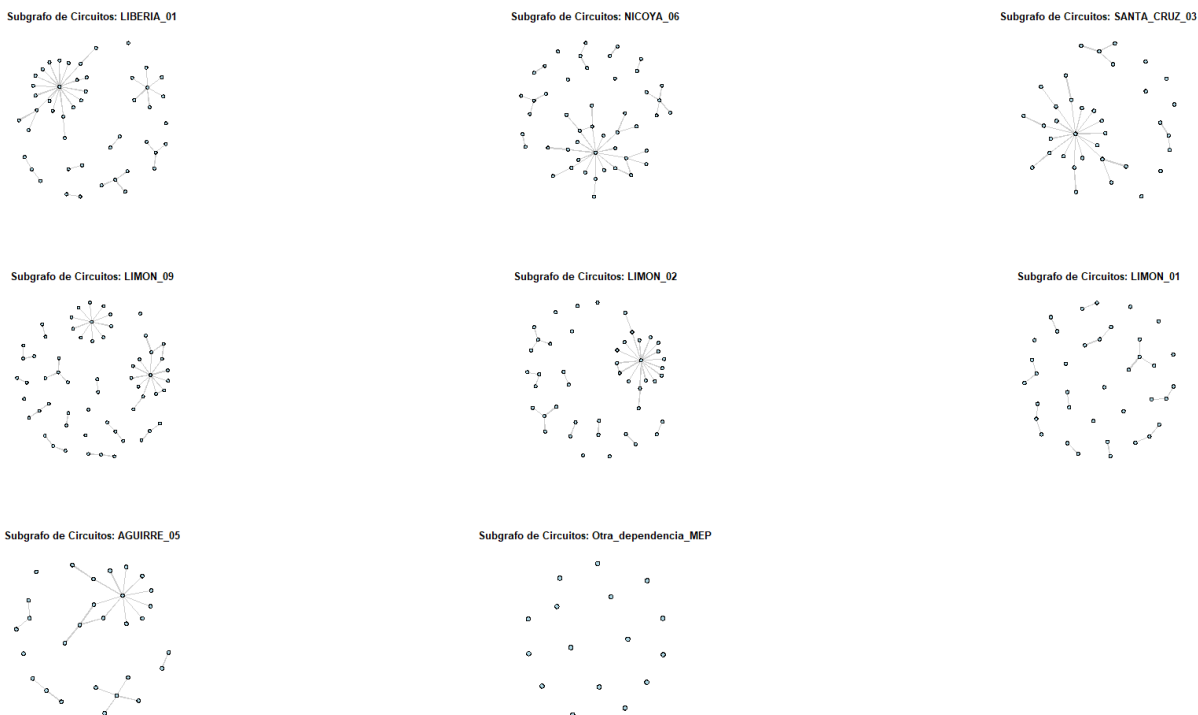 Subgrafo de Circuitos: LIBERIA_01
Subgrafo de Circuitos: NICOYA_06
Subgrafo de Circuitos: SANTA_CRUZ_03
Subgrafo de Circuitos: LIMON_09
Subgrafo de Circuitos: LIMON_02
Subgrafo de Circuitos: LIMON_01
Subgrafo de Circuitos: AGUIRRE_05
Subgrafo de Circuitos: Otra_dependencia_MEP